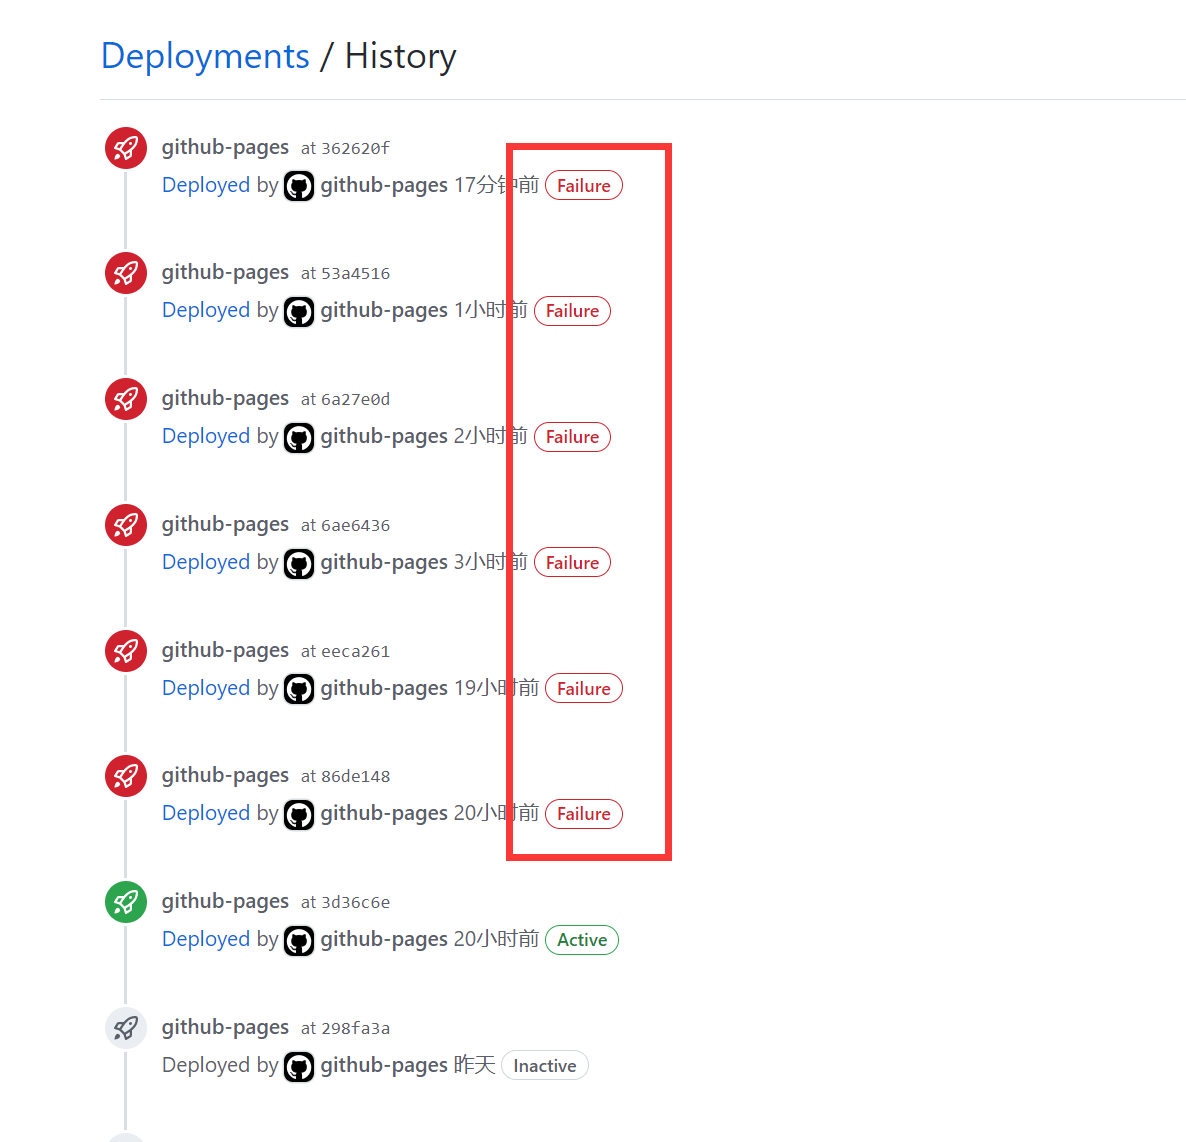 Deployments / History
github-pages at 362620f
Deployed by github-pages 17分钟前 Failure
github-pages at 53a4516
Deployed by github-pages 1小时前 Failure
github-pages at 6a27e0d
Deployed by github-pages 2小时前 Failure
github-pages at 6ae6436
Deployed by github-pages 3小时前 Failure
github-pages at eeca261
Deployed by github-pages 19小时前 Failure
github-pages at 86de148
Deployed by github-pages 20小时前 Failure
github-pages at 3d36c6e
Deployed by github-pages 20小时前 Active
github-pages at 298fa3a
Deployed by github-pages 昨天 Inactive